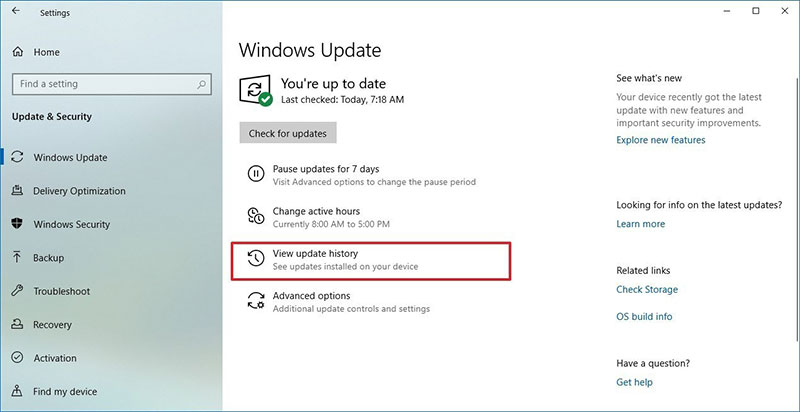 Settings
Home
Find a setting
Update & Security
Windows Update
Delivery Optimization
Windows Security
Backup
Troubleshoot
Recovery
Activation
Find my device
Windows Update
You're up to date
Last checked: Today, 7:18 AM
Check for updates
Pause updates for 7 days
Visit Advanced options to change the pause period
Change active hours
Currently 8:00 AM to 5:00 PM
View update history
See updates installed on your device
Advanced options
Additional update controls and settings
See what's new
Your device recently got the latest
update with new features and
important security improvements.
Explore new features
Looking for info on the latest updates?
Learn more
Related links
Check Storage
OS build info
Have a question?
Get help